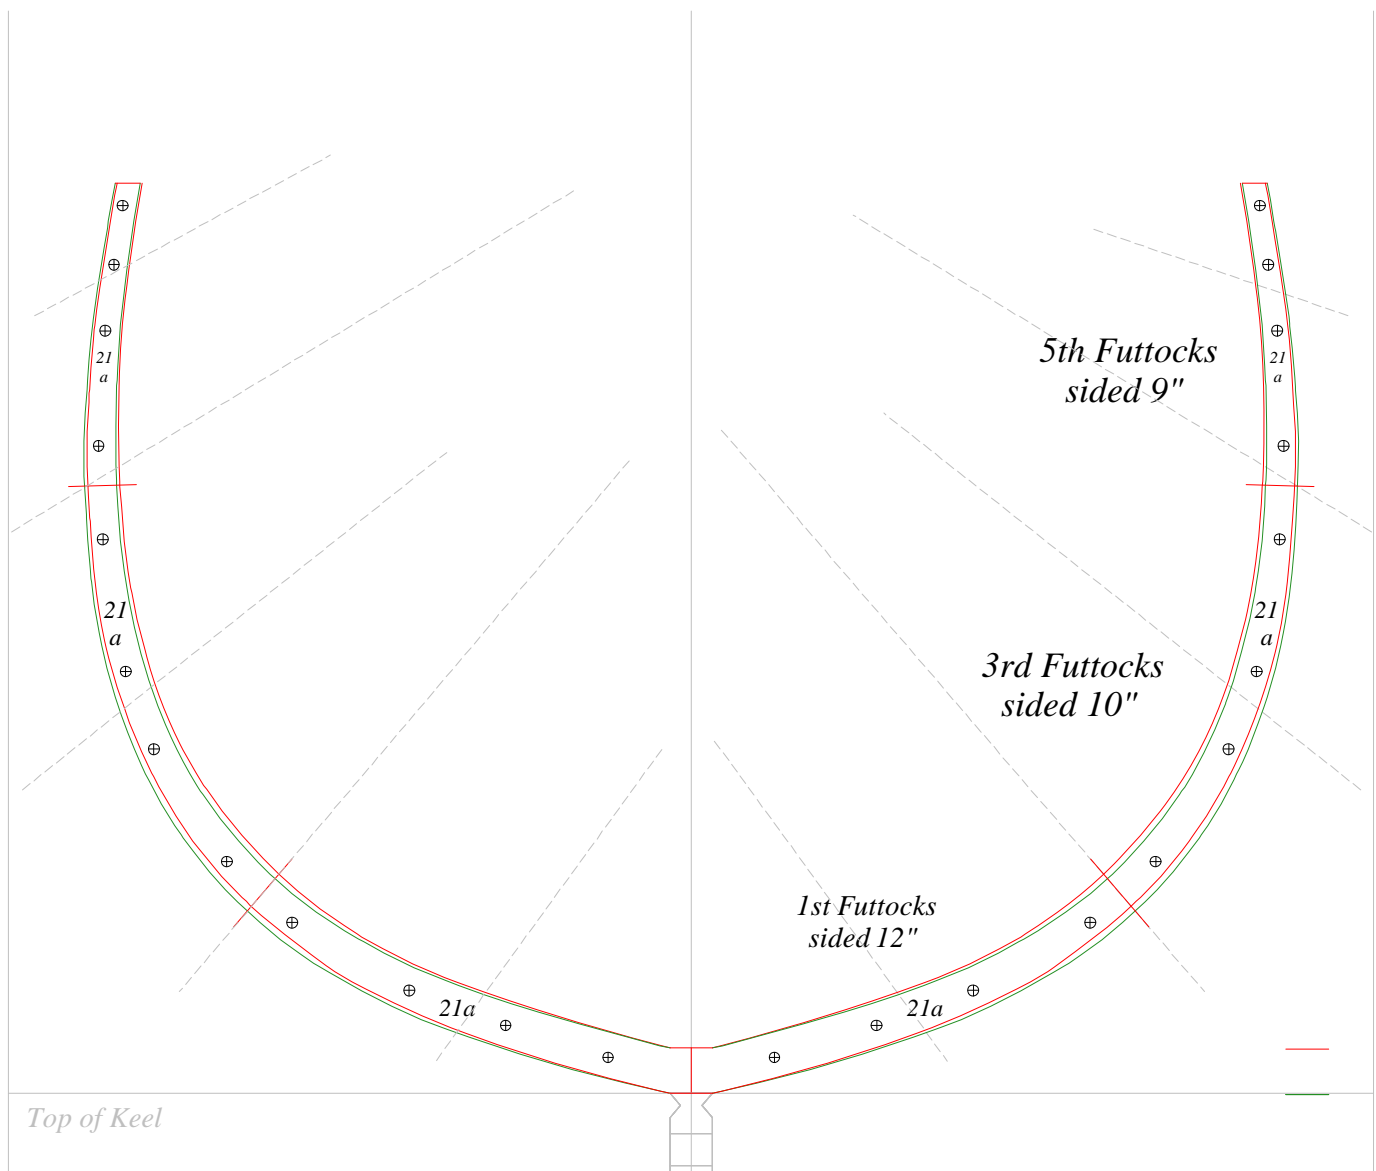 21
a
5th Futtocks
sided 9"
21
a
21
a
3rd Futtocks
sided 10"
21
a
1st Futtocks
sided 12"
21a
21a
Top of Keel